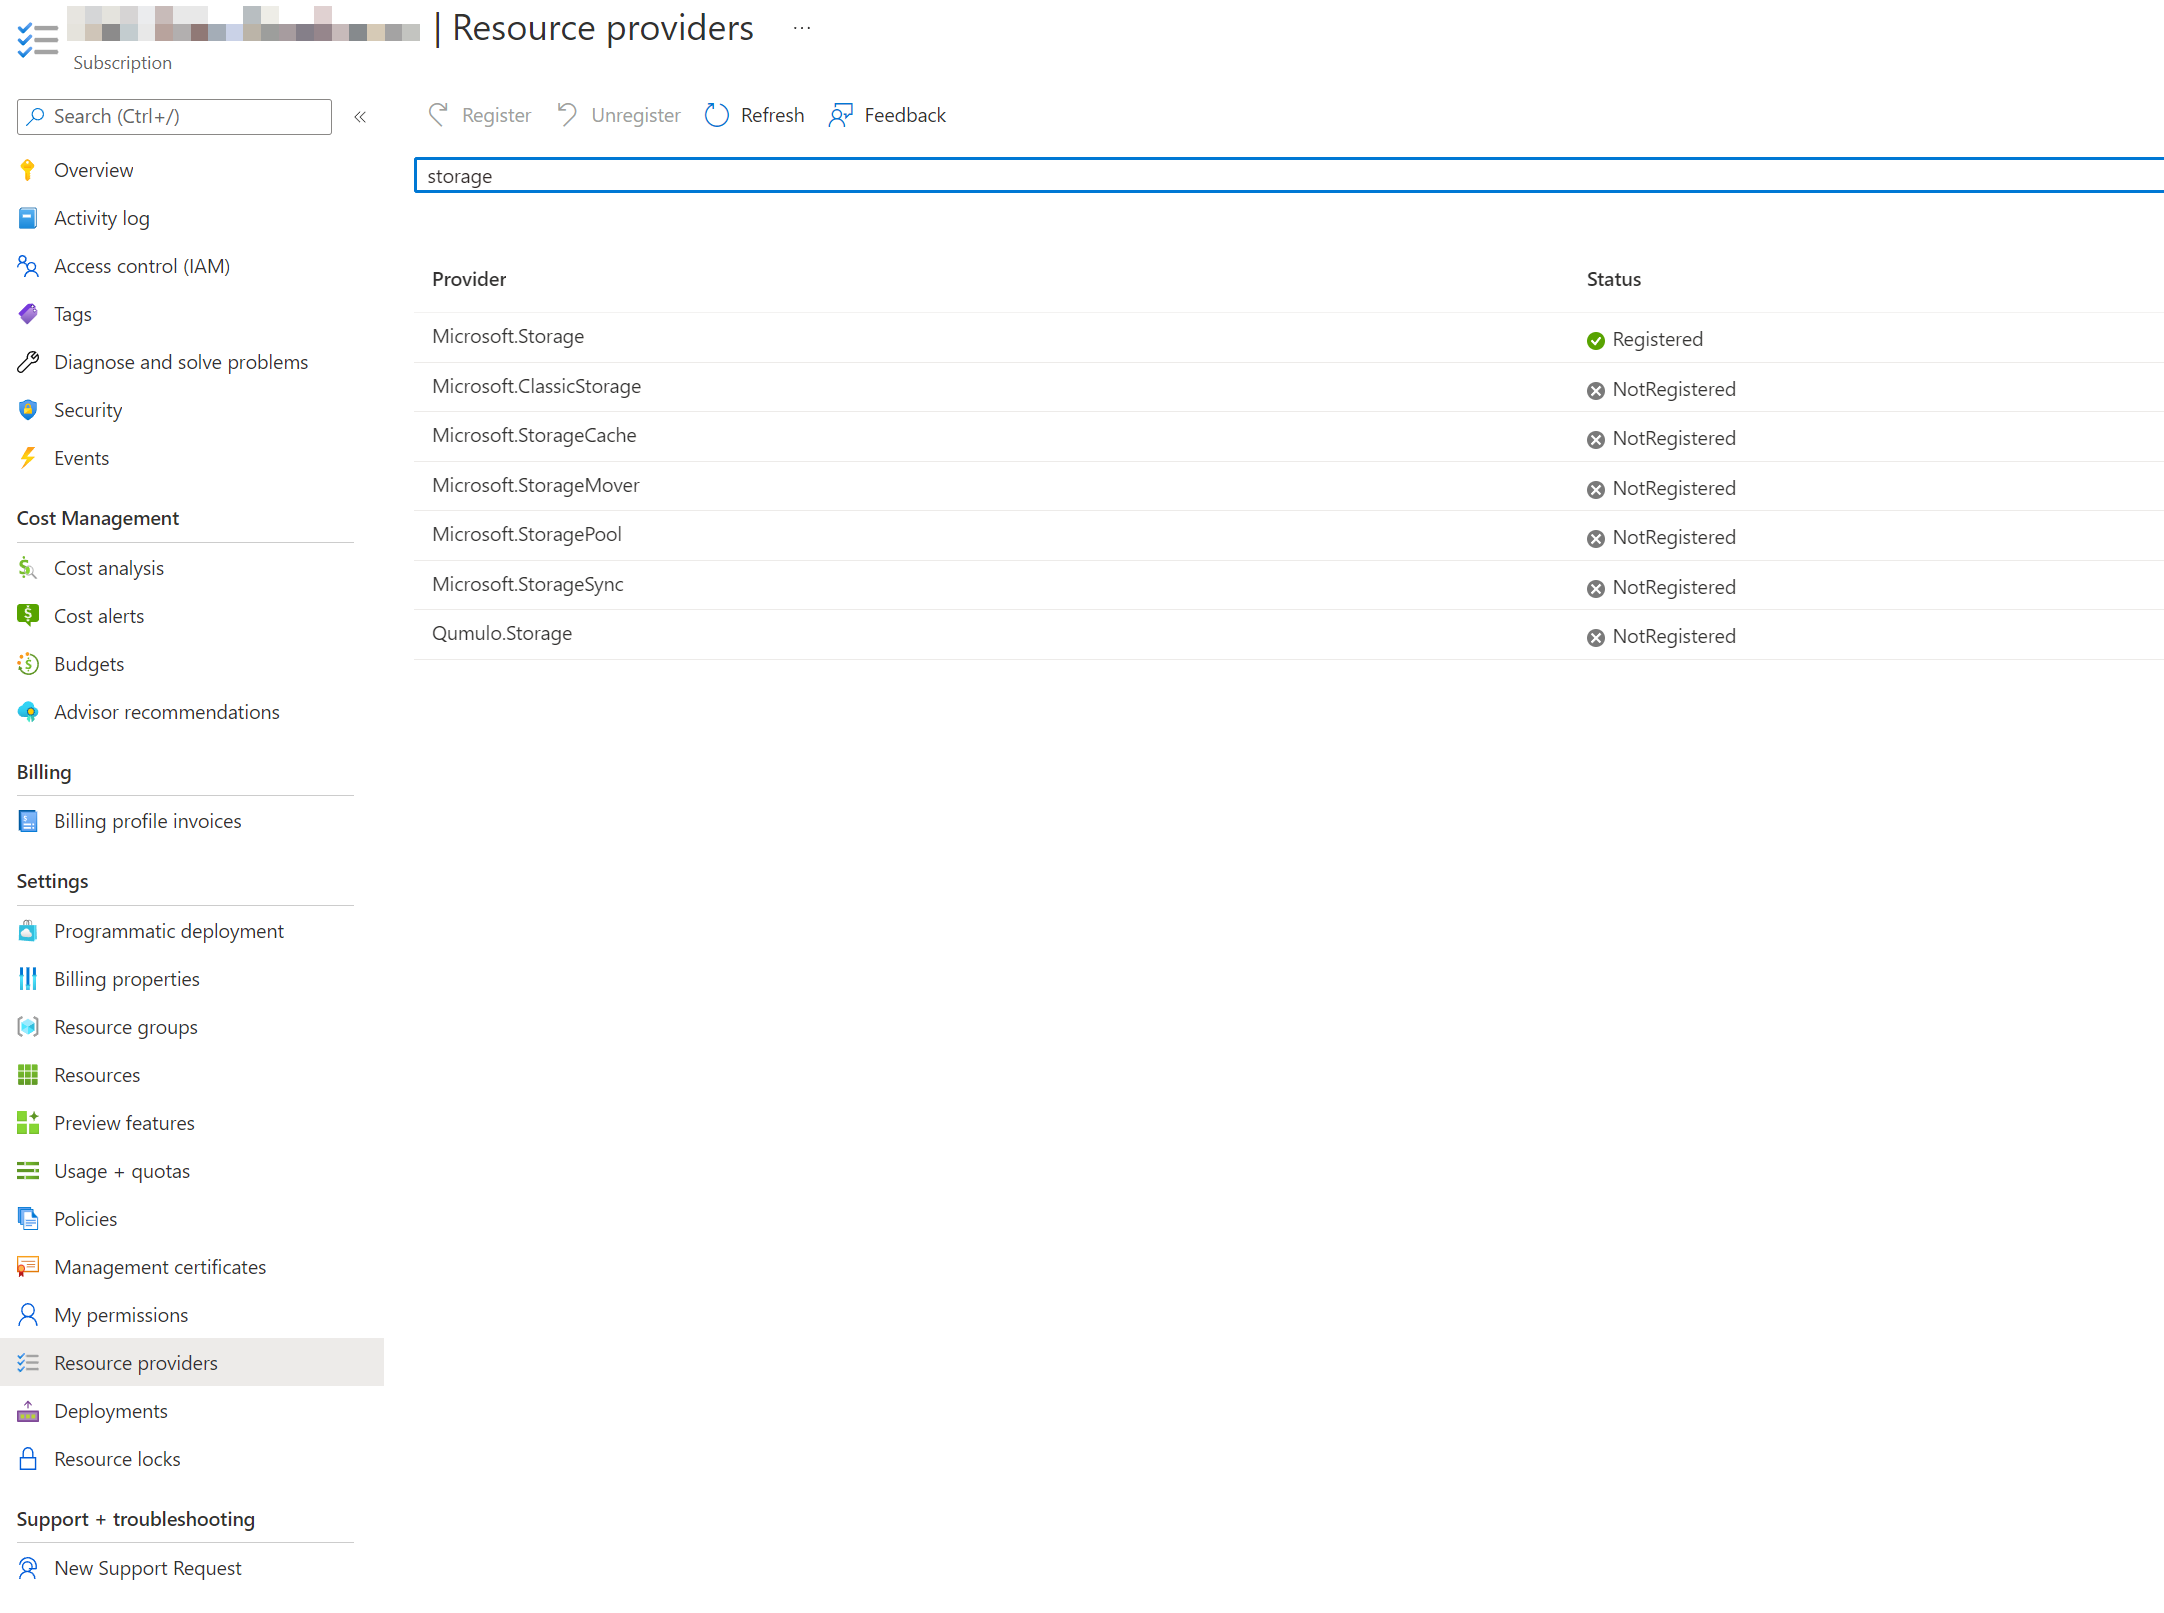 | Resource providers ...
Subscription
Search (Ctrl+/) «
Overview
Activity log
Access control (IAM)
Tags
Diagnose and solve problems
Security
Events
Cost Management
Cost analysis
Cost alerts
Budgets
Advisor recommendations
Billing
Billing profile invoices
Settings
Programmatic deployment
Billing properties
Resource groups
Resources
Preview features
Usage + quotas
Policies
Management certificates
My permissions
Resource providers
Deployments
Resource locks
Support + troubleshooting
New Support Request
Register Unregister Refresh Feedback
storage
Provider Status
Microsoft.Storage Registered
Microsoft.ClassicStorage NotRegistered
Microsoft.StorageCache NotRegistered
Microsoft.StorageMover NotRegistered
Microsoft.StoragePool NotRegistered
Microsoft.StorageSync NotRegistered
Qumulo.Storage NotRegistered